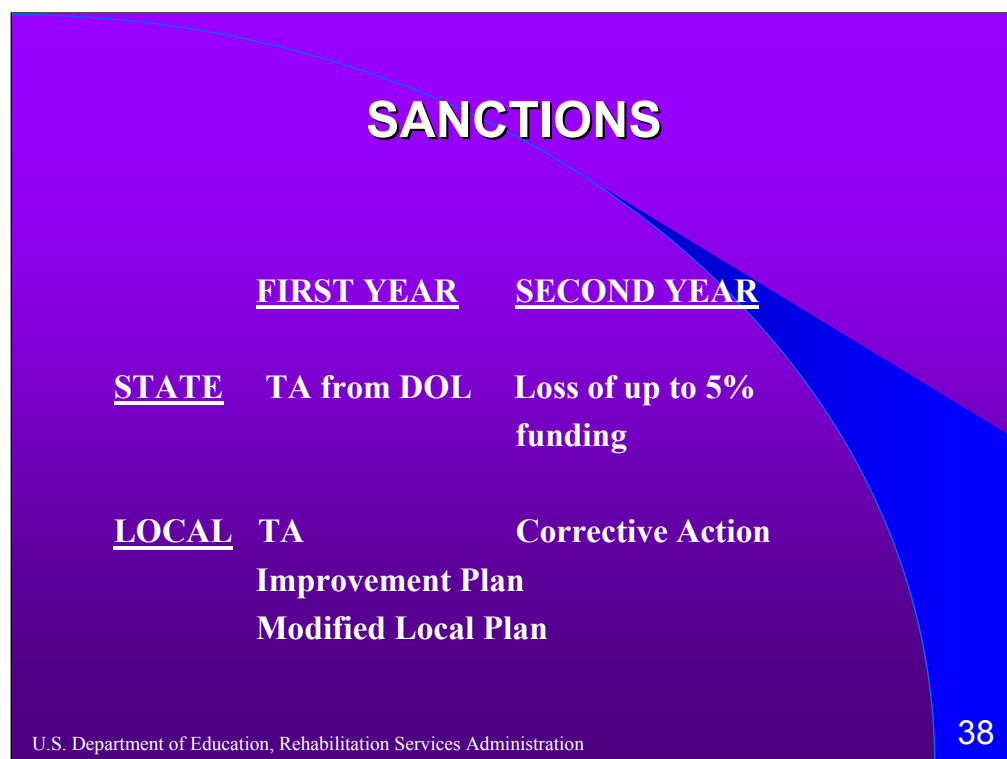 SANCTIONS
FIRST YEAR SECOND YEAR
STATE TA from DOL Loss of up to 5%
funding
LOCAL TA Corrective Action
Improvement Plan
Modified Local Plan
U.S. Department of Education, Rehabilitation Services Administration 38